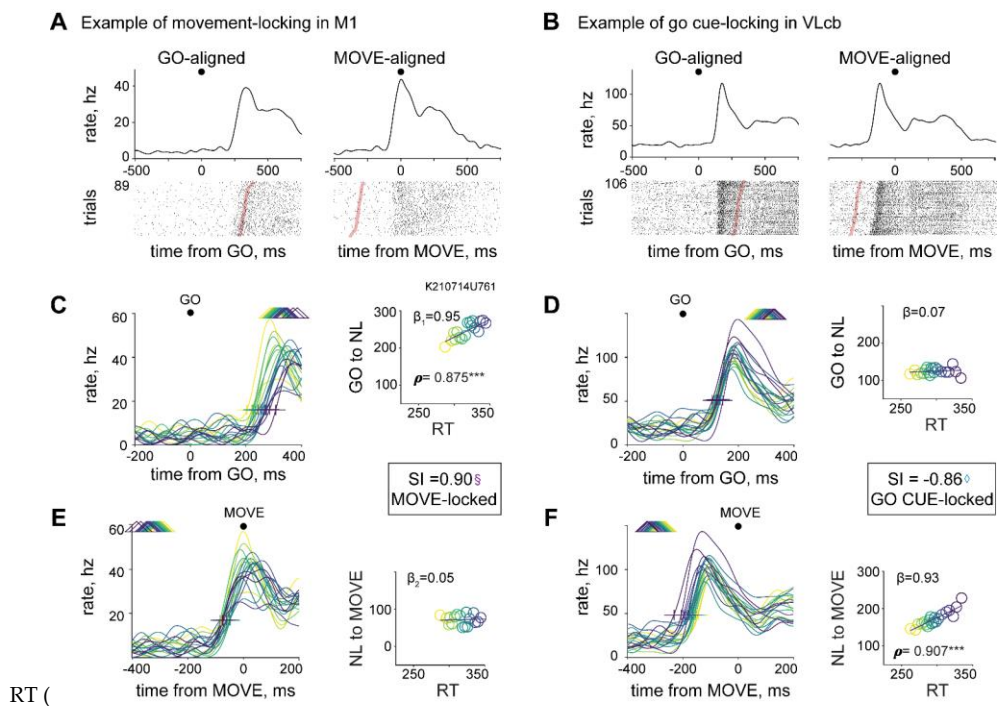 A Example of movement-locking in M1
GO-aligned MOVE-aligned
rate, hz
40
20
0
-500 0 500 -500 0 500
89
trials
time from GO, ms time from MOVE, ms
B Example of go cue-locking in VLcb
GO-aligned MOVE-aligned
rate, hz
100
50
0
-500 0 500 -500 0 500
106
trials
time from GO, ms time from MOVE, ms
C
GO
rate, hz
60
40
20
0
-200 0 200 400
time from GO, ms
K210714U761
GO to NL
300
200
100
β1=0.95
ρ= 0.875***
250 350
RT
D
GO
rate, hz
150
100
50
0
-200 0 200 400
time from GO, ms
GO to NL
200
100
β=0.07
250 350
RT
SI =0.90§
MOVE-locked
SI = -0.86◊
GO CUE-locked
E
MOVE
rate, hz
60
40
20
0
-400 -200 0 200
time from MOVE, ms
NL to MOVE
100
0
β2=0.05
250 350
RT
F
MOVE
rate, hz
150
100
50
0
-400 -200 0 200
time from MOVE, ms
NL to MOVE
300
200
100
β=0.93
ρ= 0.907***
250 350
RT
RT (